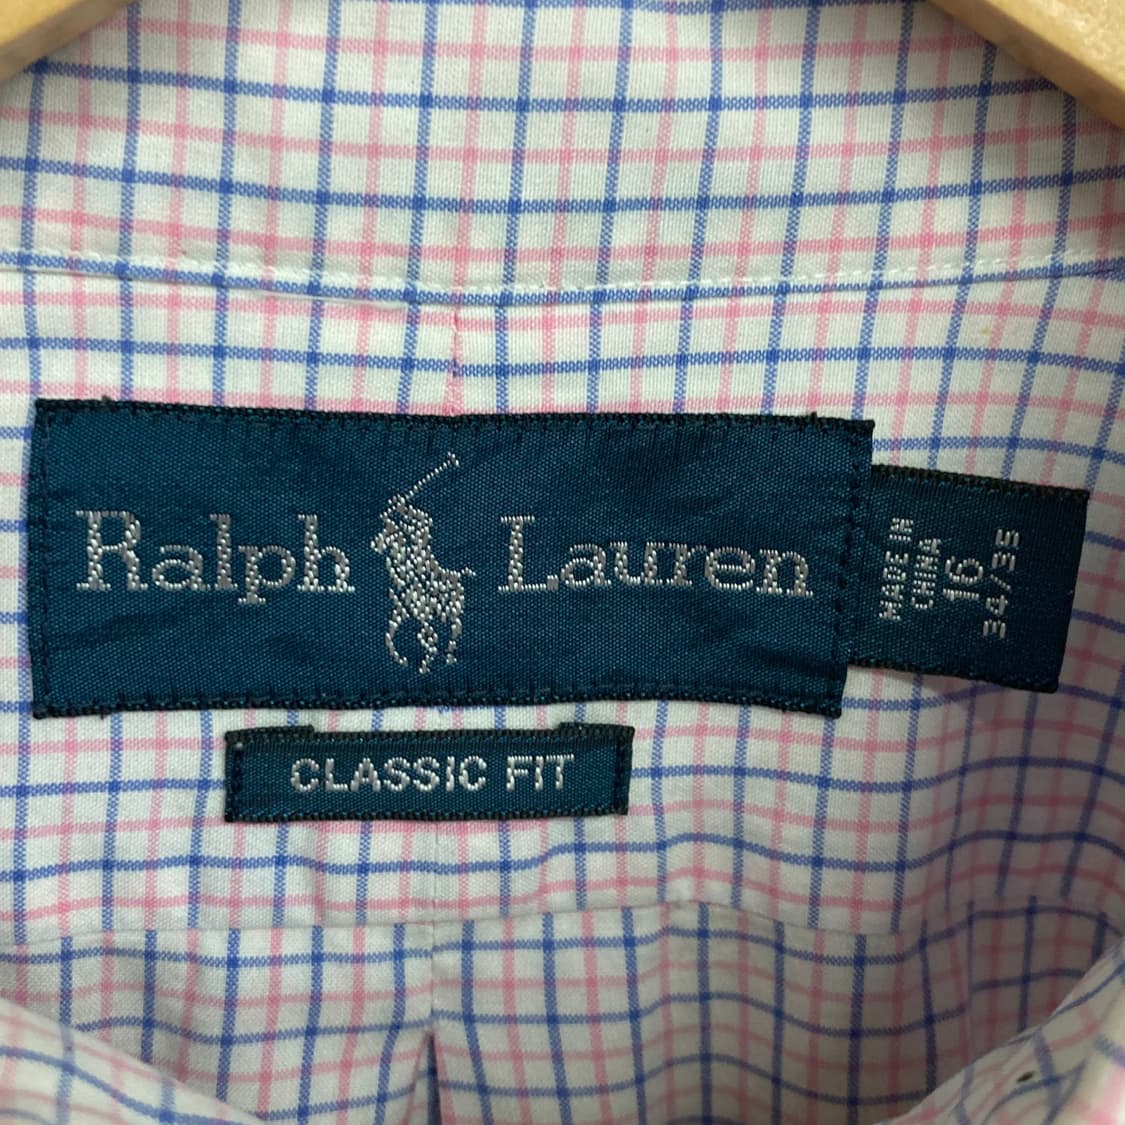 Ralph Lauren
MADE IN
CHINA
16
34/35
CLASSIC FIT